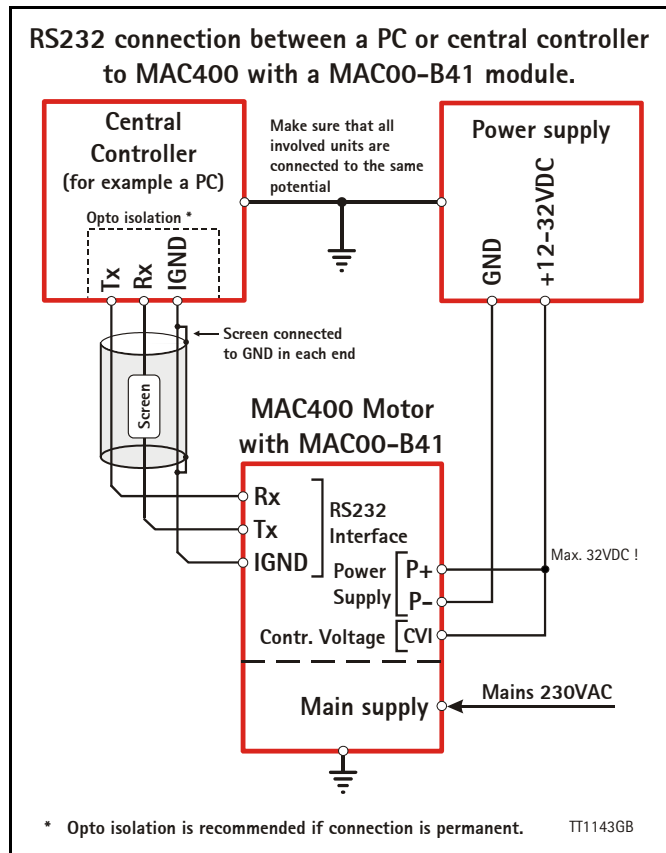 RS232 connection between a PC or central controller
to MAC400 with a MAC00-B41 module.
Central
Controller
(for example a PC)
Opto isolation *
Tx
Rx
IGND
Make sure that all
involved units are
connected to the same
potential
Power supply
GND
+12-32VDC
Screen connected
to GND in each end
Screen
MAC400 Motor
with MAC00-B41
Rx
Tx
IGND
RS232
Interface
Power
Supply
P+
P-
Contr. Voltage
CVI
Max. 32VDC !
Main supply
Mains 230VAC
* Opto isolation is recommended if connection is permanent.
TT1143GB